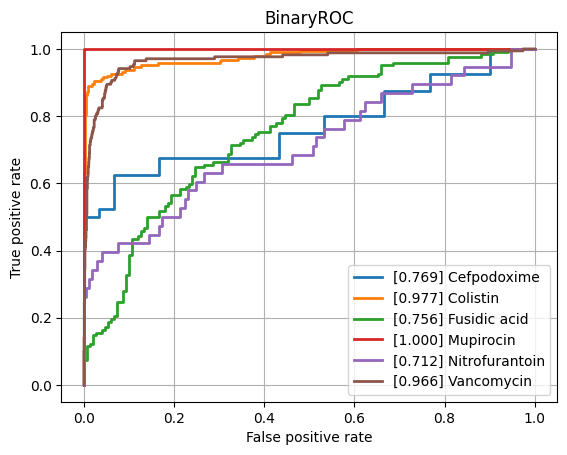 BinaryROC
True positive rate
1.0
0.8
0.6
0.4
0.2
0.0
[0.769] Cefpodoxime
[0.977] Colistin
[0.756] Fusidic acid
[1.000] Mupirocin
[0.712] Nitrofurantoin
[0.966] Vancomycin
0.0 0.2 0.4 0.6 0.8 1.0
False positive rate